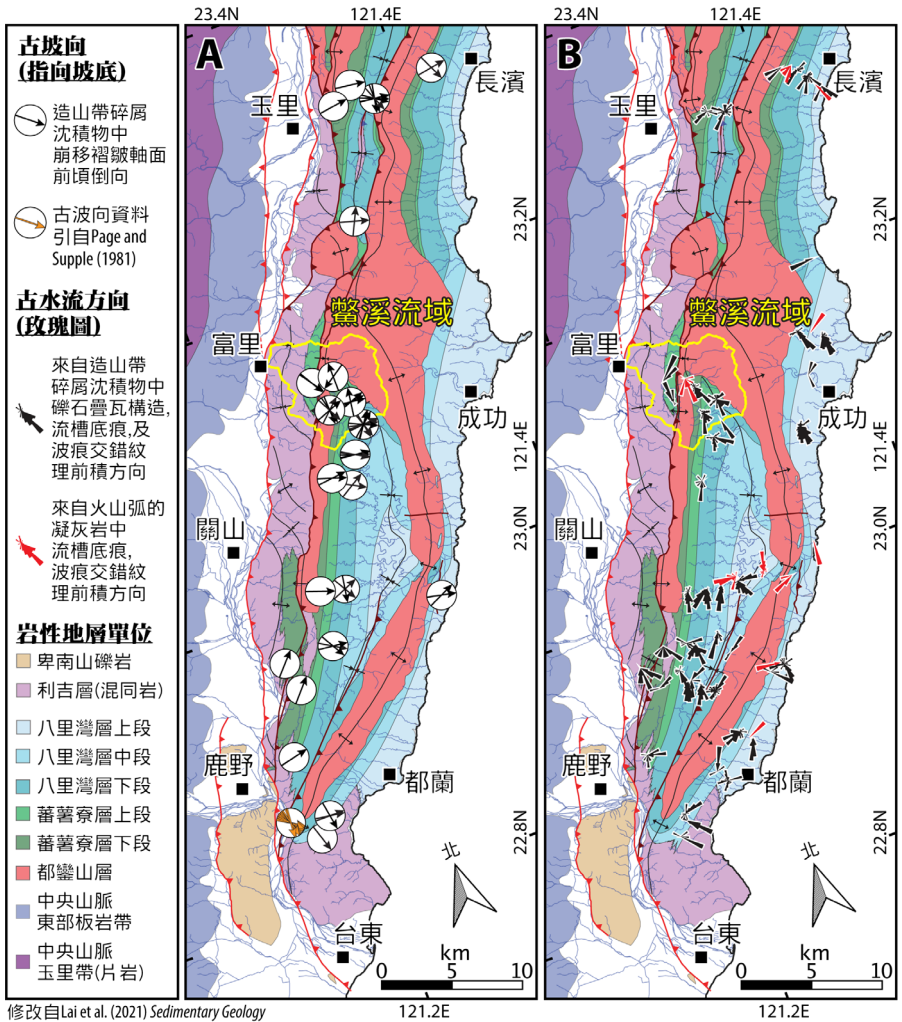 古坡向
(指向坡底)
造山帶碎屑
沈積物中
崩移褶皺軸面
前頃倒向
古波向資料
引自Page and
Supple (1981)
古水流方向
(玫瑰圖)
來自造山帶
碎屑沈積物中
礫石疊瓦構造,
流槽底痕,及
波痕交錯紋
理前積方向
來自火山弧的
凝灰岩中
流槽底痕,
波痕交錯紋
理前積方向
岩性地層單位
卑南山礫岩
利吉層(混同岩)
八里灣層上段
八里灣層中段
八里灣層下段
蕃薯寮層上段
蕃薯寮層下段
都鑾山層
中央山脈
東部板岩帶
中央山脈
玉里帶(片岩)
修改自Lai et al. (2021) Sedimentary Geology
23.4N
121.4E
A
長濱
玉里
鱉溪流域
富里
成功
關山
鹿野
都蘭
北
台東
km
0
5
10
121.2E
23.2N
121.4E
23.0N
22.8N
23.4N
121.4E
B
長濱
玉里
鱉溪流域
富里
成功
關山
鹿野
都蘭
北
台東
km
0
5
10
121.2E
23.2N
121.4E
23.0N
22.8N